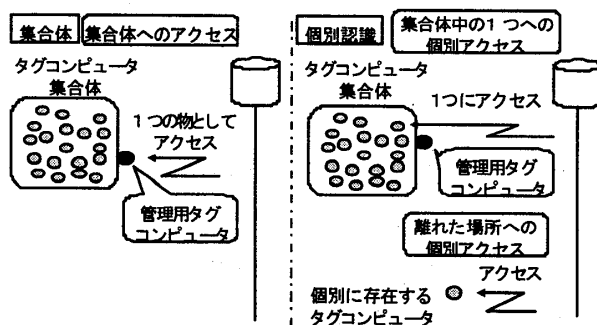 集合体 集合体へのアクセス
タグコンピュータ
集合体
1つの物として
アクセス
管理用タグ
コンピュータ
個別認識
集合体中の1つへの
個別アクセス
タグコンピュータ
集合体
1つにアクセス
管理用タグ
コンピュータ
離れた場所への
個別アクセス
アクセス
個別に存在する
タグコンピュータ